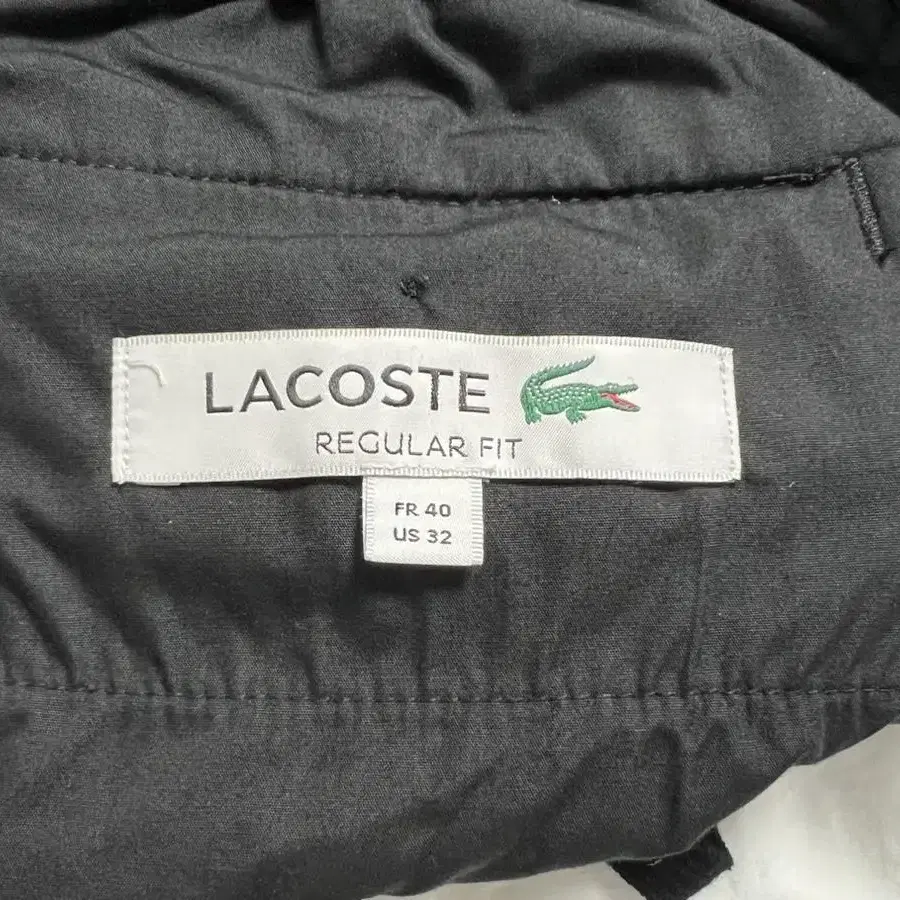 LACOSTE
REGULAR FIT
FR 40
US 32